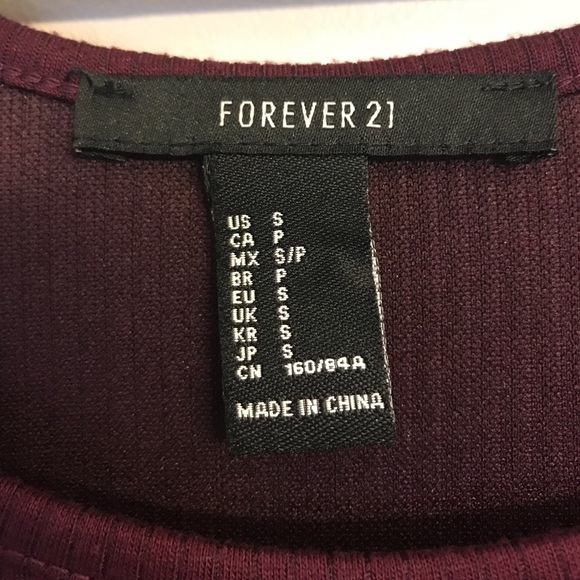 FOREVER 21
US S
CA P
MX S/P
BR P
EU S
UK S
KR S
JP S
CN 160/84A
MADE IN CHINA